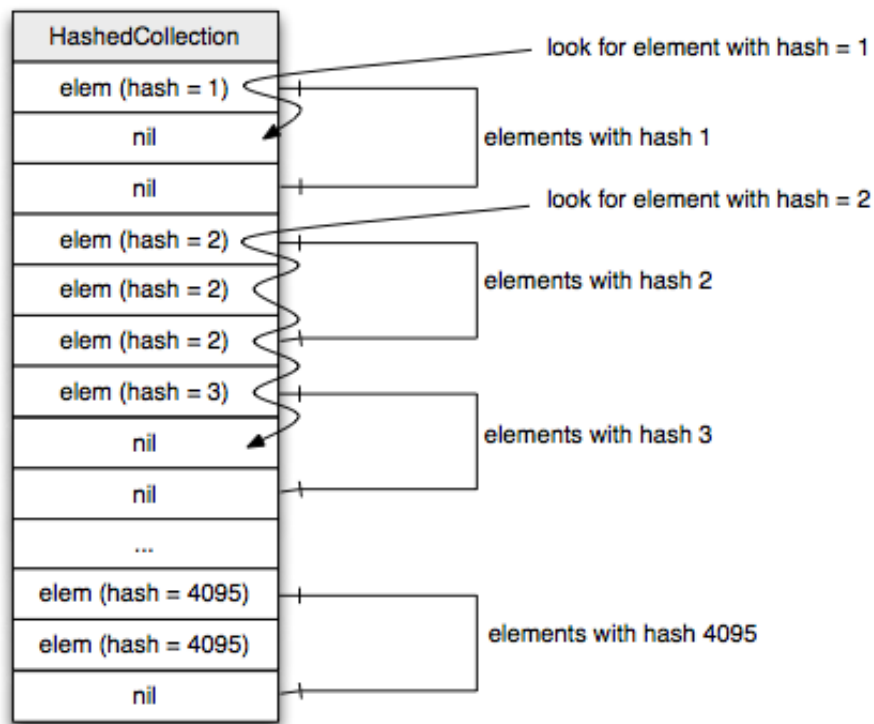 HashedCollection
look for element with hash = 1
elem (hash = 1)
nil
elements with hash 1
nil
look for element with hash = 2
elem (hash = 2)
elem (hash = 2)
elements with hash 2
elem (hash = 2)
elem (hash = 3)
nil
elements with hash 3
nil
...
elem (hash = 4095)
elem (hash = 4095)
elements with hash 4095
nil